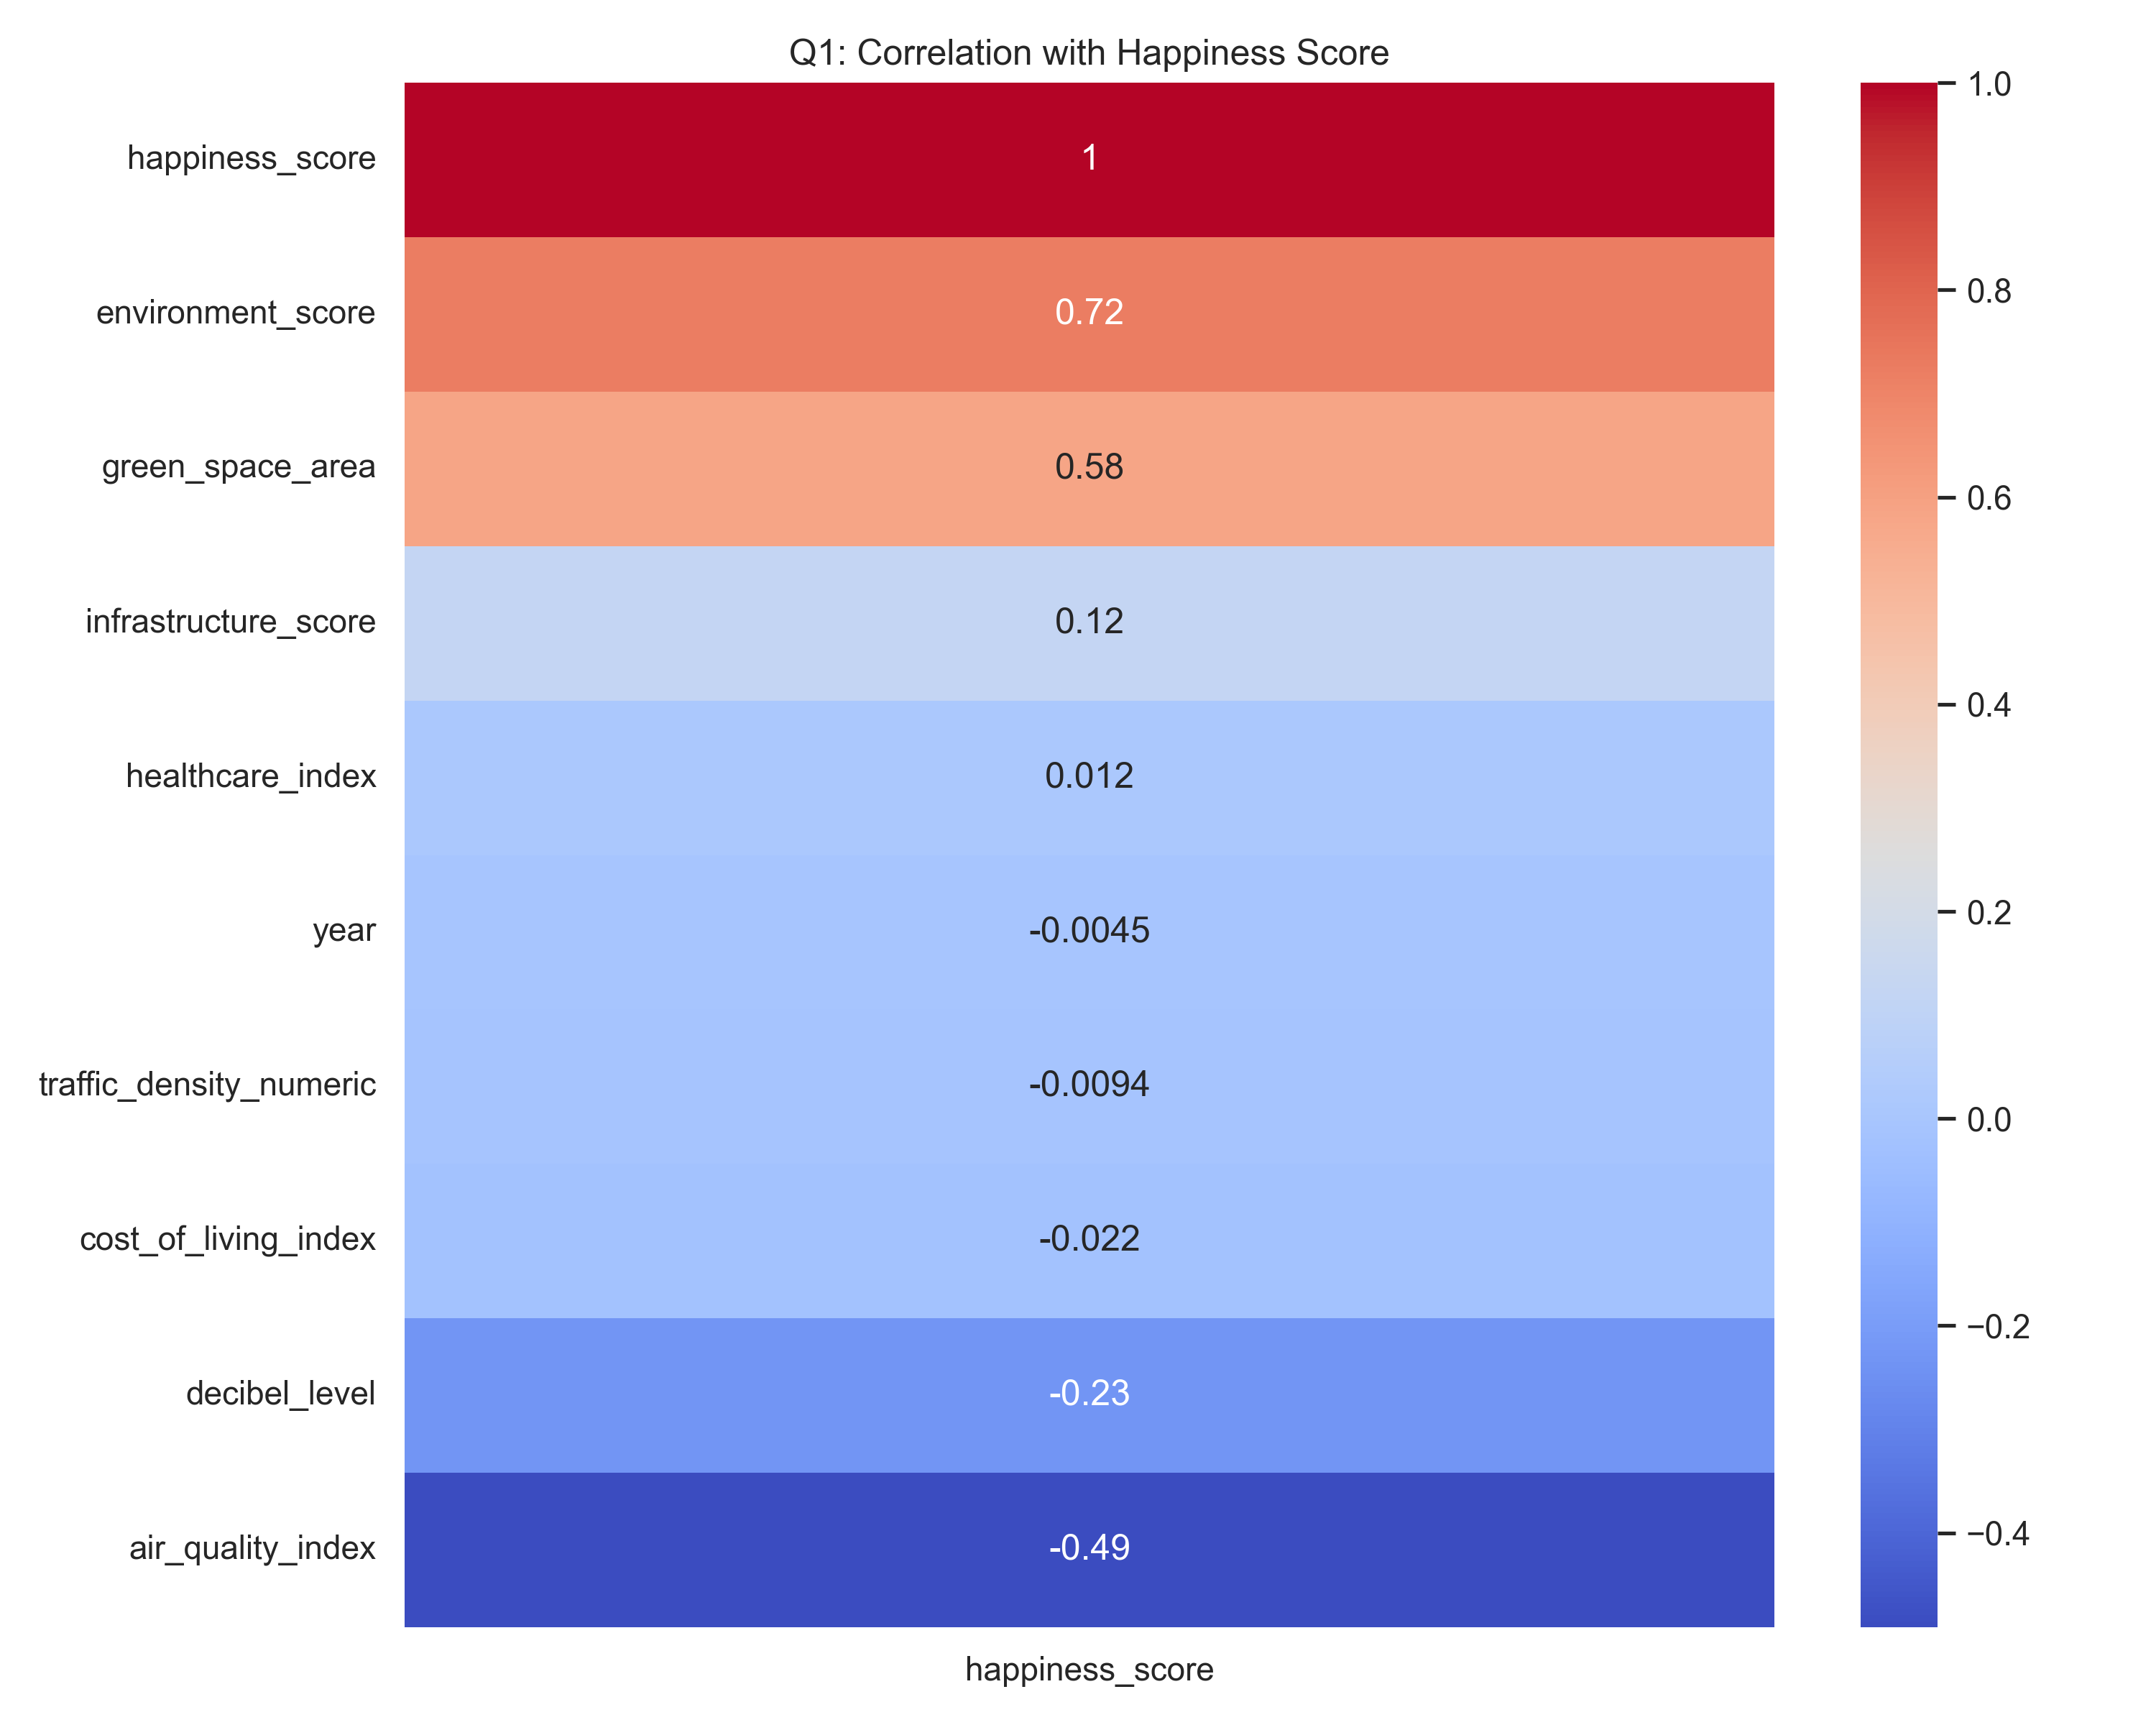 Q1: Correlation with Happiness Score
happiness_score
1
environment_score
0.72
green_space_area
0.58
infrastructure_score
0.12
healthcare_index
0.012
year
-0.0045
traffic_density_numeric
-0.0094
cost_of_living_index
-0.022
decibel_level
-0.23
air_quality_index
-0.49
happiness_score
1.0
0.8
0.6
0.4
0.2
0.0
−0.2
−0.4